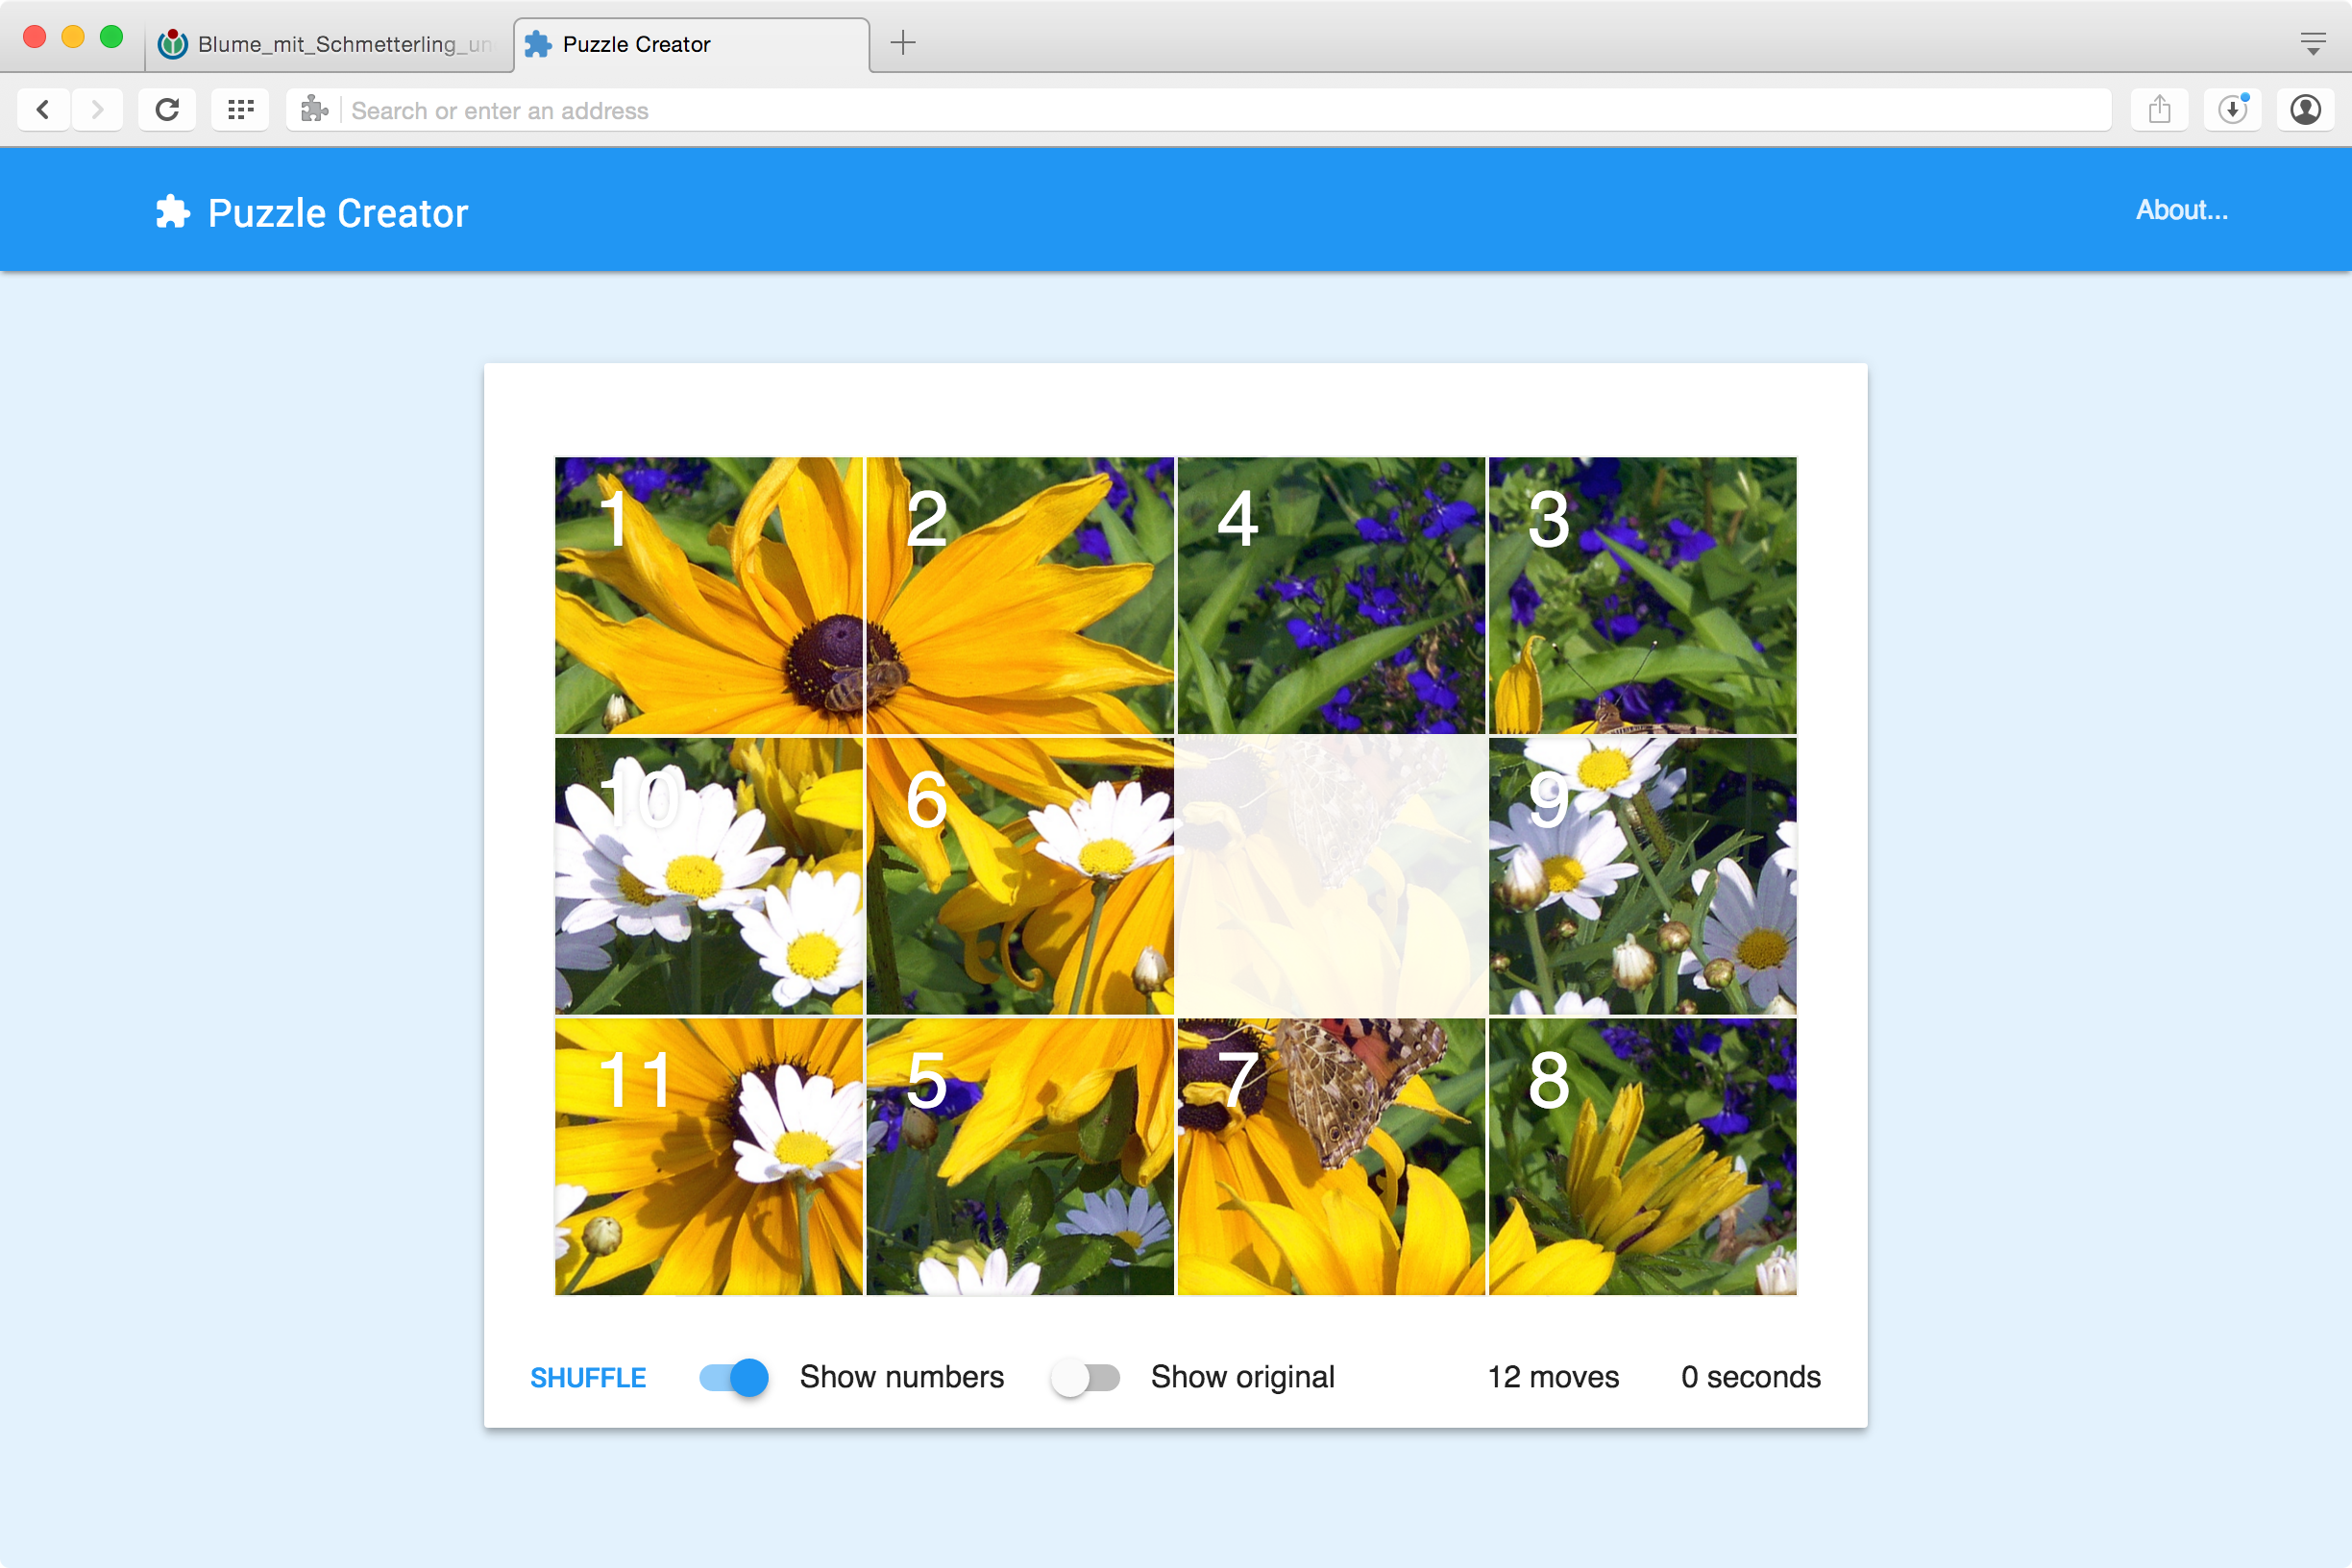 Blume_mit_Schmetterling_un
Puzzle Creator
Search or enter an address
Puzzle Creator
About...
1 2 4 3
10 6 9
11 5 7 8
SHUFFLE Show numbers Show original 12 moves 0 seconds